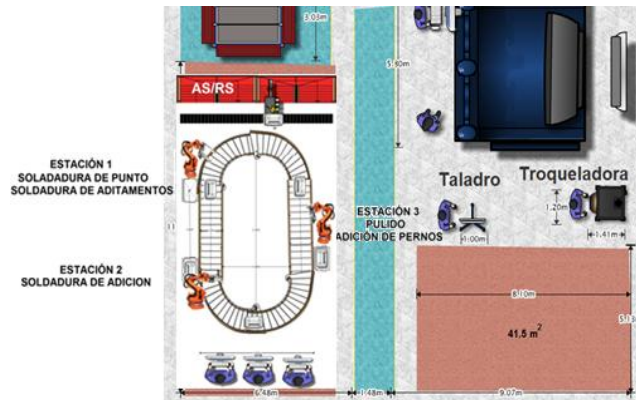 3.03m
AS/RS
5.80m
ESTACIÓN 1
SOLADADURA DE PUNTO
SOLDADURA DE ADITAMENTOS
Taladro
Troqueladora
ESTACIÓN 3
PULIDO
ADICIÓN DE PERNOS
1.20m
1.00m
1.41m
ESTACIÓN 2
SOLDADURA DE ADICION
8.10m
41,5 m²
5.13
6.48m
1.48m
9.07m